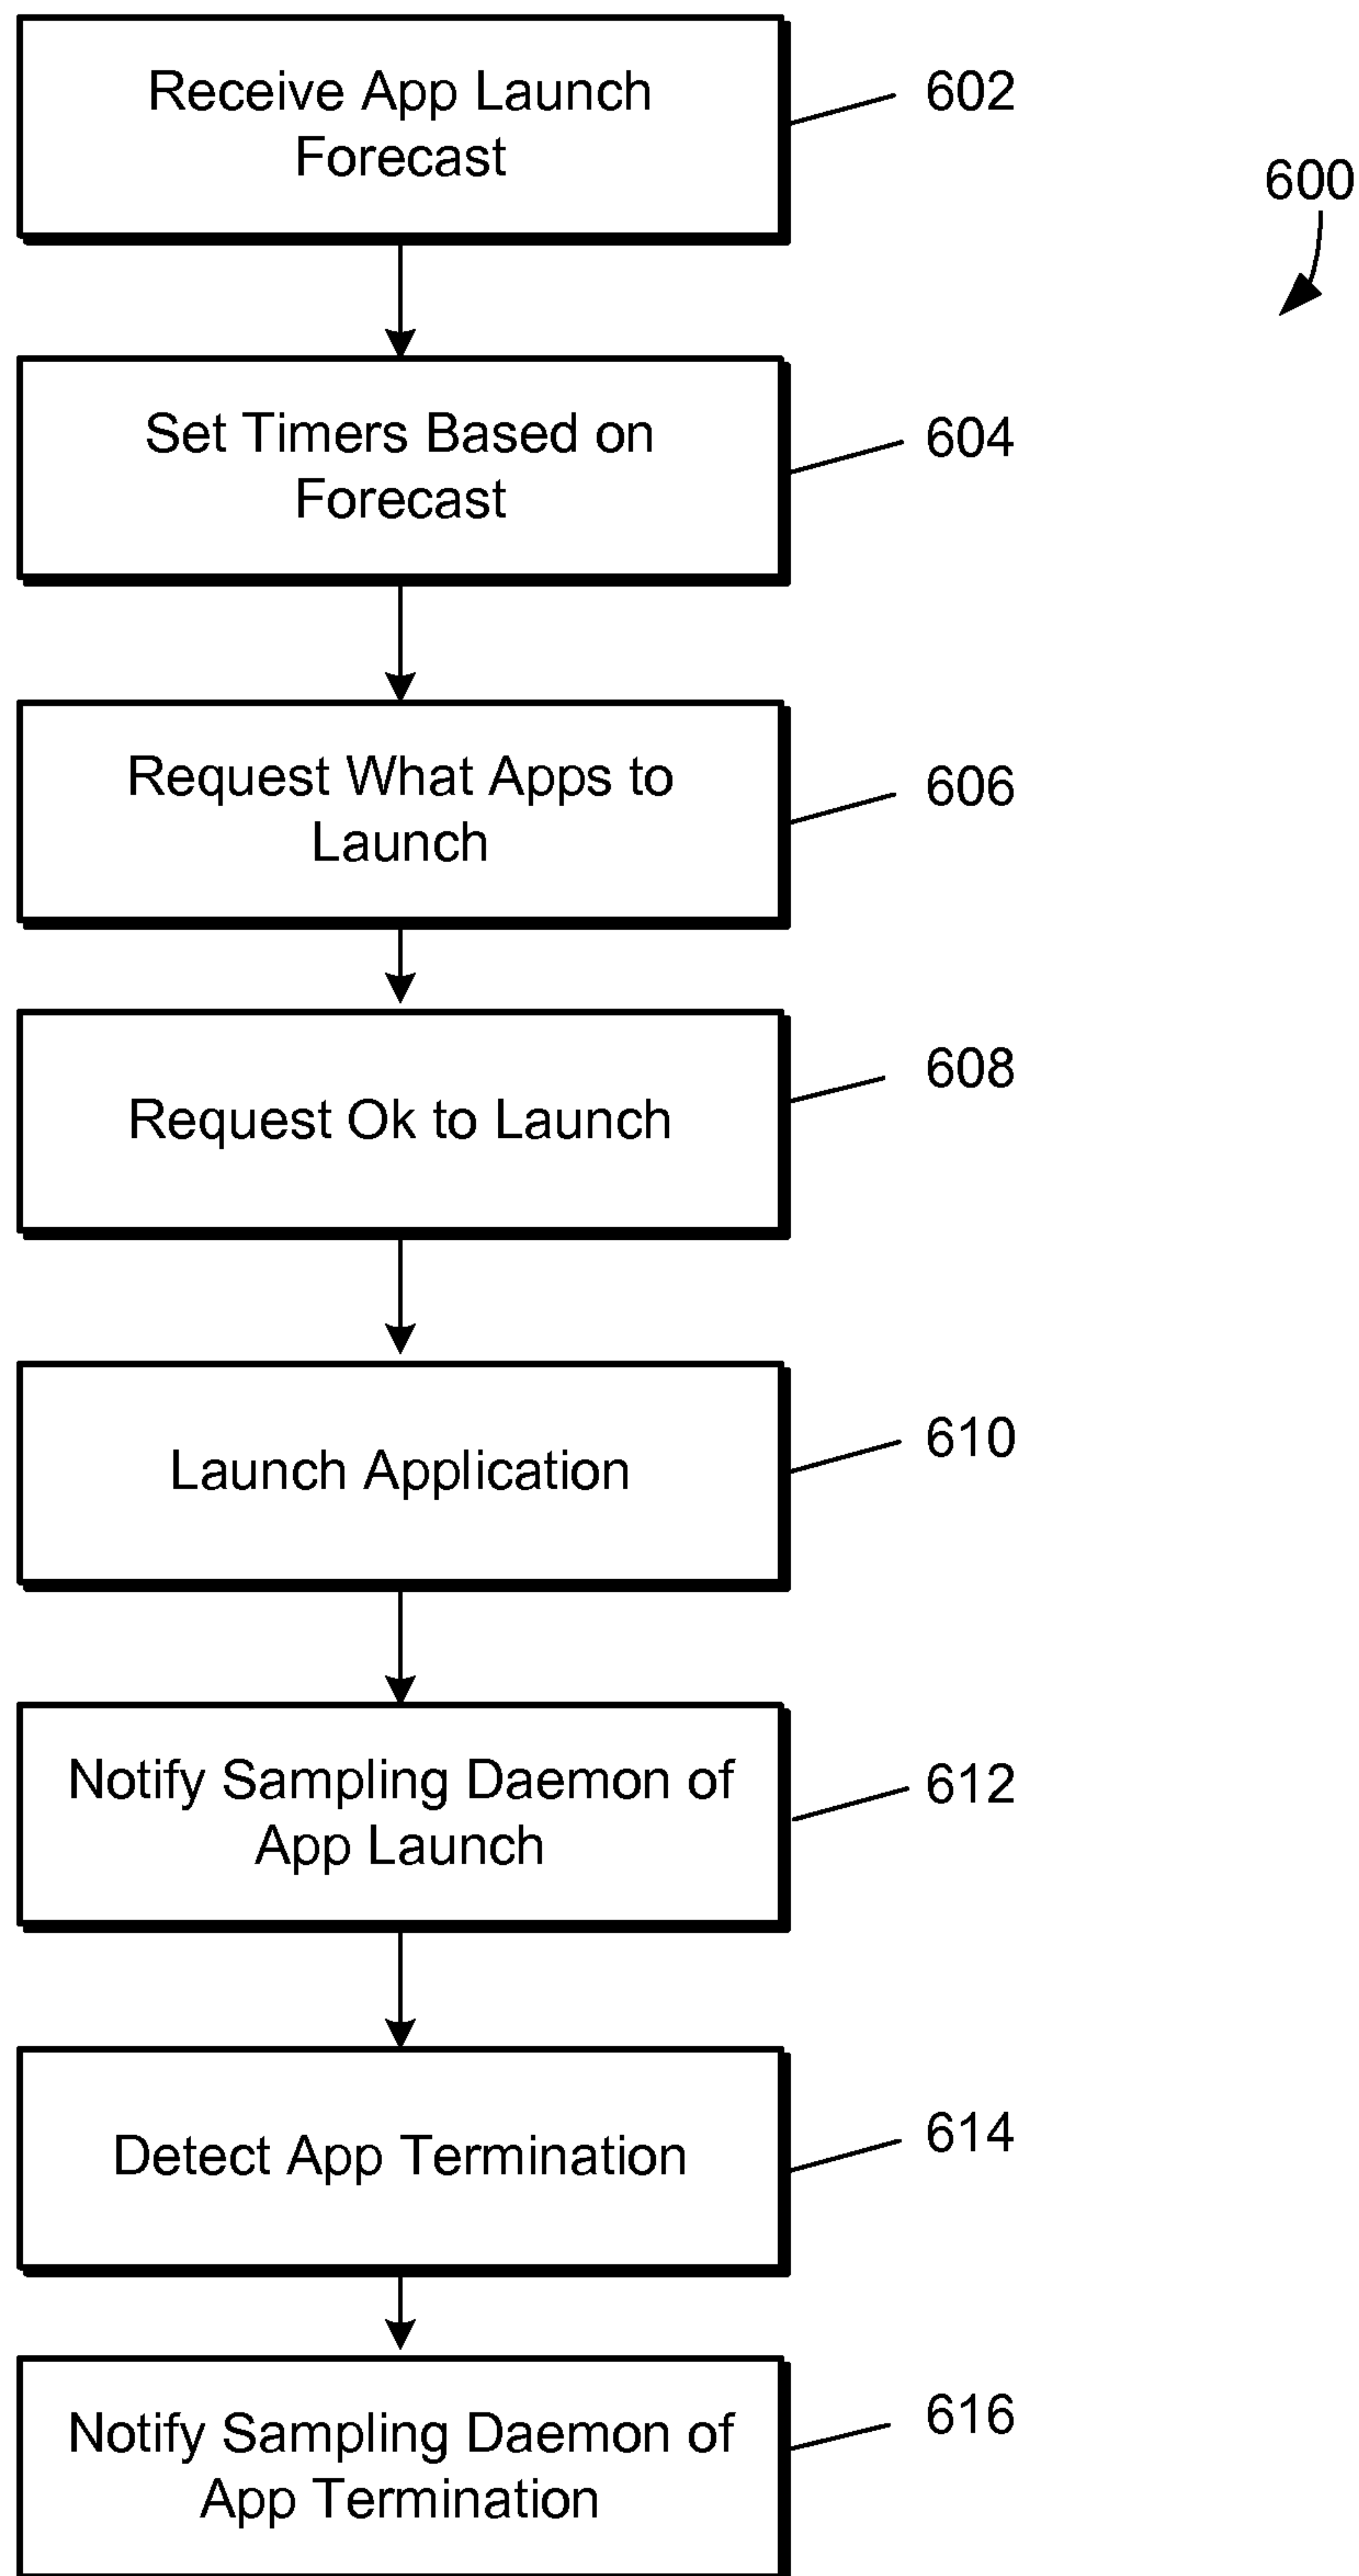 Receive App Launch
Forecast
602
600
Set Timers Based on
Forecast
604
Request What Apps to
Launch
606
Request Ok to Launch
608
Launch Application
610
Notify Sampling Daemon of
App Launch
612
Detect App Termination
614
Notify Sampling Daemon of
App Termination
616